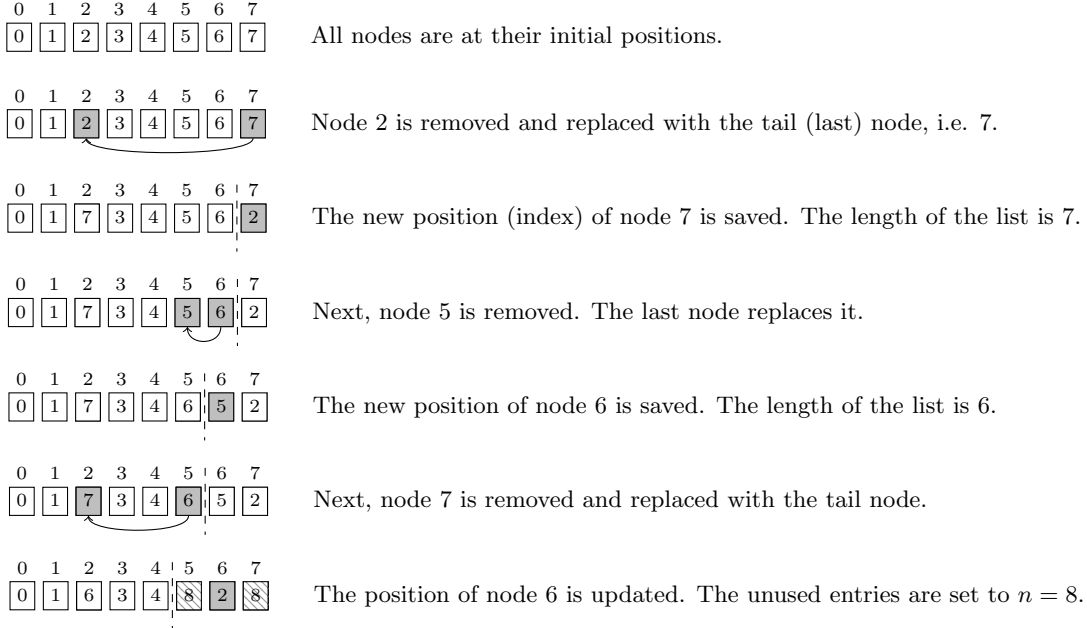 0 1 2 3 4 5 6 7
0 1 2 3 4 5 6 7 All nodes are at their initial positions.
0 1 2 3 4 5 6 7
0 1 2 3 4 5 6 7 Node 2 is removed and replaced with the tail (last) node, i.e. 7.
0 1 2 3 4 5 6 7
0 1 7 3 4 5 6 2 The new position (index) of node 7 is saved. The length of the list is 7.
0 1 2 3 4 5 6 7
0 1 7 3 4 5 6 2 Next, node 5 is removed. The last node replaces it.
0 1 2 3 4 5 6 7
0 1 7 3 4 6 5 2 The new position of node 6 is saved. The length of the list is 6.
0 1 2 3 4 5 6 7
0 1 7 3 4 6 5 2 Next, node 7 is removed and replaced with the tail node.
0 1 2 3 4 5 6 7
0 1 6 3 4 8 2 8 The position of node 6 is updated. The unused entries are set to n = 8.